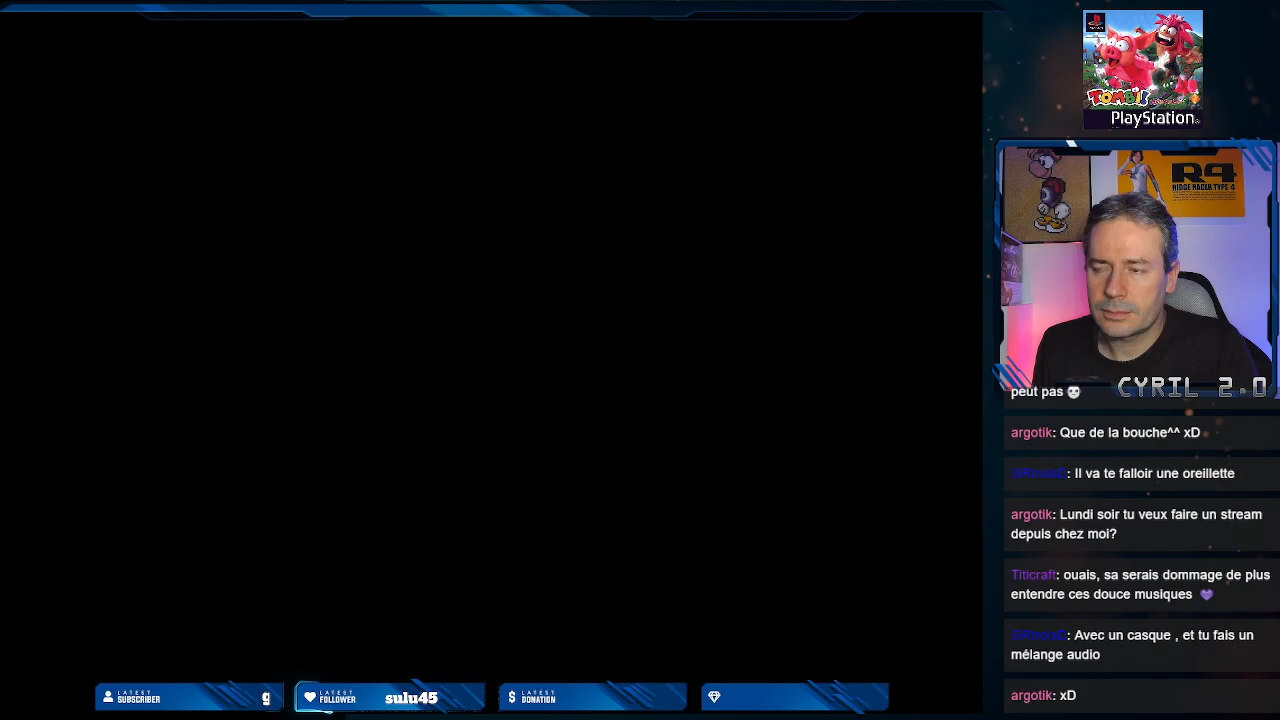 TOMBI!
PlayStation
R4
RIDGE RACER TYPE 4
CYRIL 2.0
peut pas
argotik: Que de la bouche^^ xD
: Il va te falloir une oreillette
argotik: Lundi soir tu veux faire un stream
depuis chez moi?
Titicraft: ouais, sa serais dommage de plus
entendre ces douce musiques
: Avec un casque , et tu fais un
mélange audio
argotik: xD
LATEST
SUBSCRIBER
g
LATEST
FOLLOWER
sulu45
LATEST
DONATION